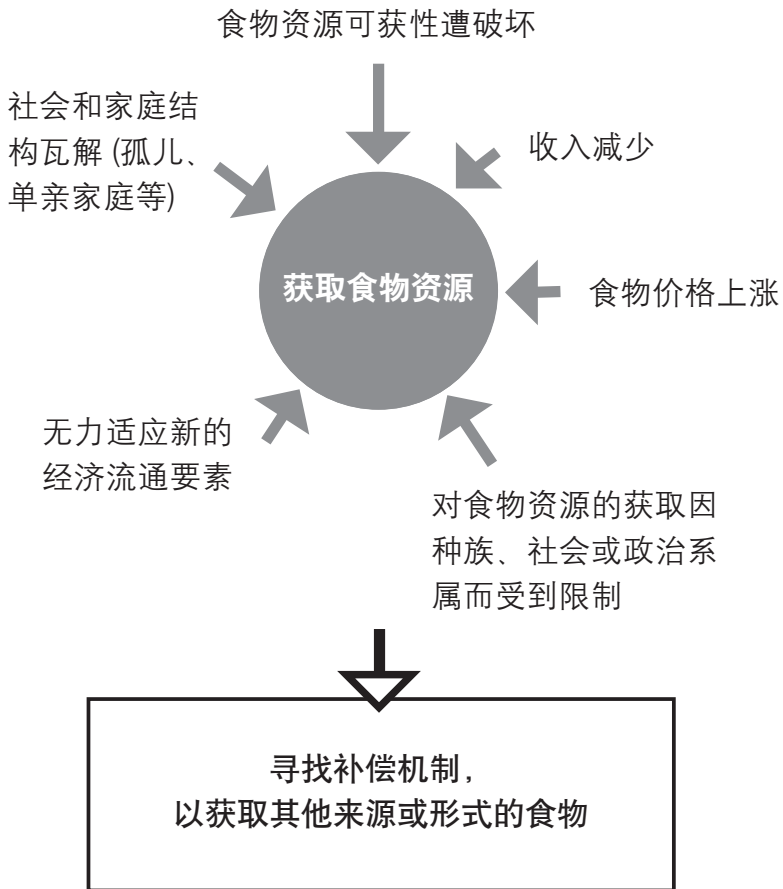 食物资源可获性遭破坏
社会和家庭结
构瓦解 (孤儿、
单亲家庭等)
收入减少
获取食物资源
食物价格上涨
无力适应新的
经济流通要素
对食物资源的获取因
种族、社会或政治系
属而受到限制
寻找补偿机制，
以获取其他来源或形式的食物